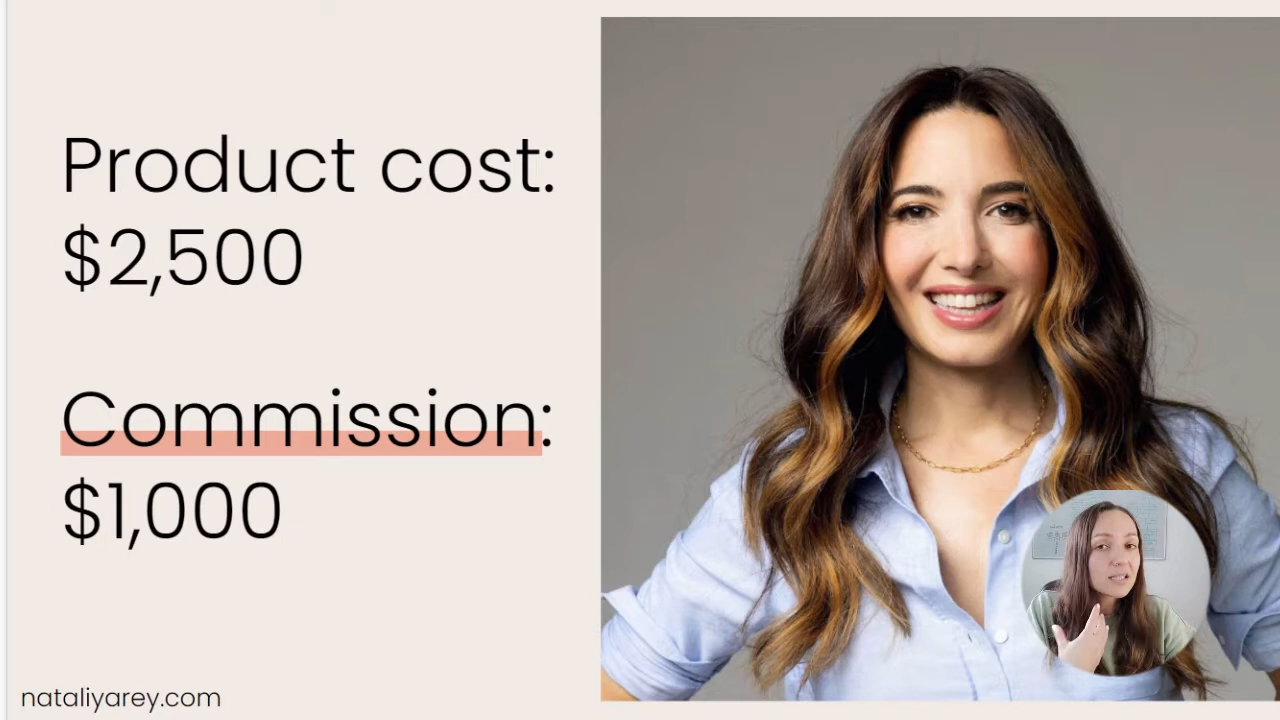 Product cost:
$2,500
Commission:
$1,000
nataliyarey.com